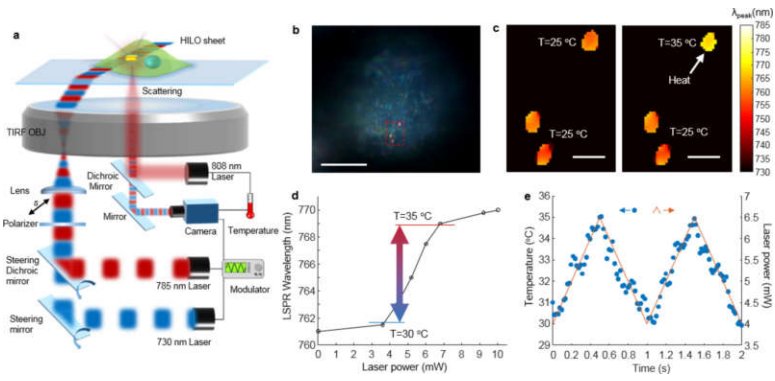 a
HILO sheet
Scattering
TIRF OBJ
Lens
ε
Polarizer
Dichroic
Mirror
Mirror
808 nm
Laser
Camera
Temperature
Steering
Dichroic
mirror
785 nm Laser
Modulator
Steering
mirror
730 nm Laser
b
c
T=25 °C
T=25 °C
T=35 °C
Heat
T=25 °C
λpeak(nm)
785
780
775
770
765
760
755
750
745
740
735
730
d
LSPR Wavelength (nm)
770
768
766
764
762
760
T=35 °C
T=30 °C
0 1 2 3 4 5 6 7 8 9 10
Laser power (mW)
e
Temperature (°C)
36
35
34
33
32
31
30
29
0 0.2 0.4 0.6 0.8 1 1.2 1.4 1.6 1.8 2
Time (s)
7
6.5
6
5.5
5
4.5
4
3.5
3
Laser power (mW)